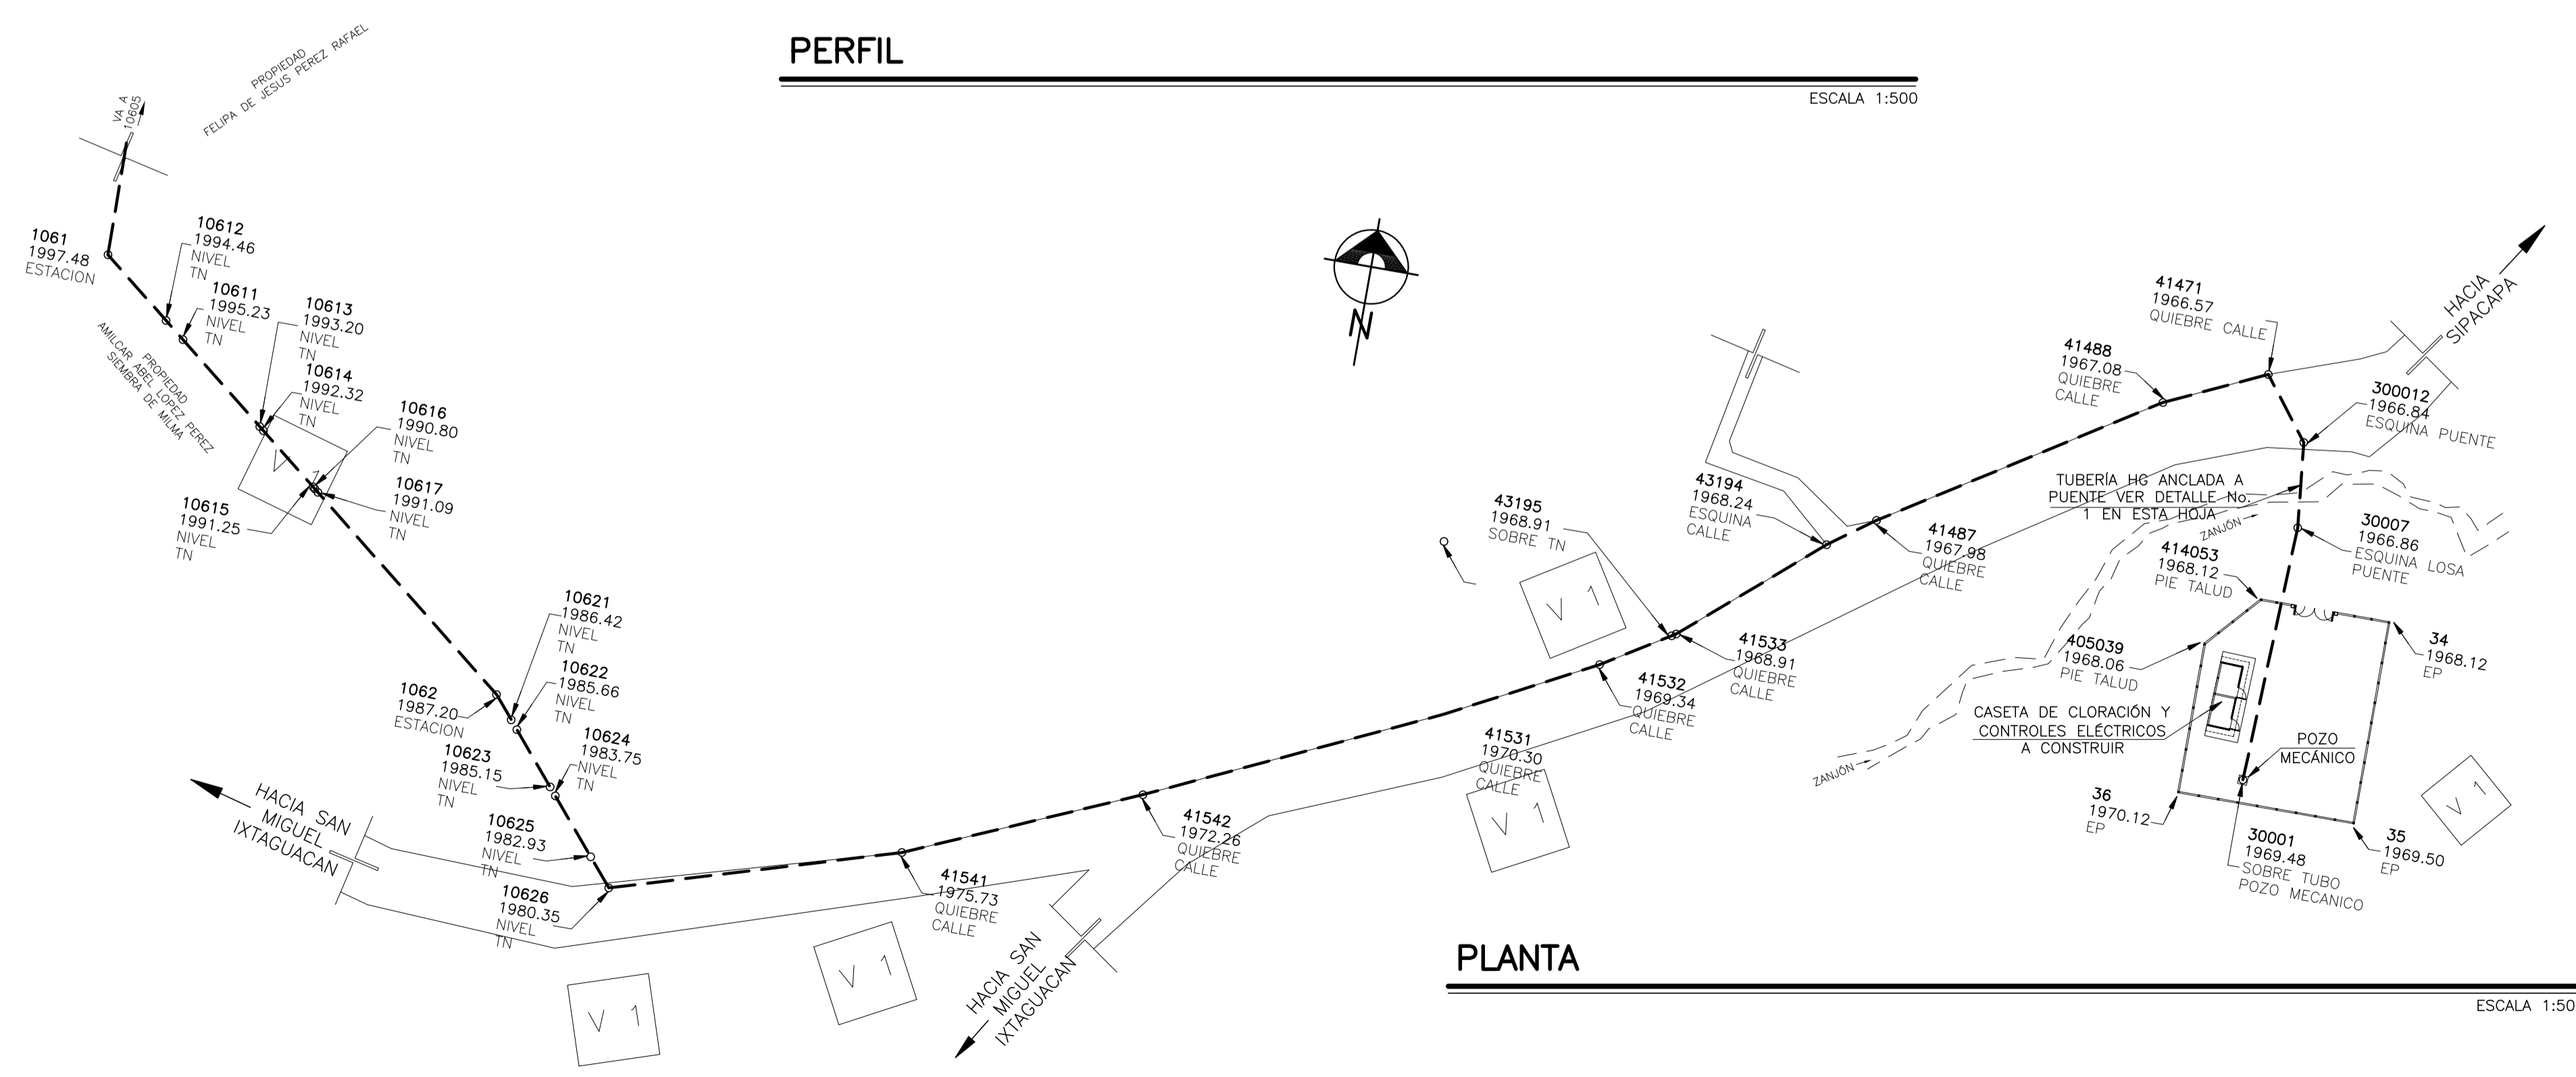 PERFIL
ESCALA 1:500
PROPIEDAD
FELIPA DE JESUS PEREZ RAFAEL
VA A
10605
1061
1997.48
ESTACION
10612
1994.46
NIVEL
TN
10611
1995.23
NIVEL
TN
10613
1993.20
NIVEL
TN
10614
1992.32
NIVEL
TN
PROPIEDAD
AMILCAR ABEL LOPEZ PEREZ
SIEMBRA DE MILMA
10616
1990.80
NIVEL
TN
V 1
10617
1991.09
NIVEL
TN
10615
1991.25
NIVEL
TN
10621
1986.42
NIVEL
TN
10622
1985.66
NIVEL
TN
1062
1987.20
ESTACION
10624
1983.75
NIVEL
TN
10623
1985.15
NIVEL
TN
10625
1982.93
NIVEL
TN
10626
1980.35
NIVEL
TN
HACIA SAN
MIGUEL
IXTAGUACAN
N
41541
1975.73
QUIEBRE
CALLE
V 1
V 1
HACIA SAN
MIGUEL
IXTAGUACAN
41542
1972.26
QUIEBRE
CALLE
41531
1970.30
QUIEBRE
CALLE
V 1
V 1
43195
1968.91
SOBRE TN
41532
1969.34
QUIEBRE
CALLE
41533
1968.91
QUIEBRE
CALLE
43194
1968.24
ESQUINA
CALLE
41487
1967.98
QUIEBRE
CALLE
41488
1967.08
QUIEBRE
CALLE
41471
1966.57
QUIEBRE CALLE
HACIA
SIPACAPA
300012
1966.84
ESQUINA PUENTE
TUBERÍA HG ANCLADA A
PUENTE VER DETALLE No.
1 EN ESTA HOJA
ZANJÓN
30007
1966.86
ESQUINA LOSA
PUENTE
414053
1968.12
PIE TALUD
405039
1968.06
PIE TALUD
34
1968.12
EP
CASETA DE CLORACIÓN Y
CONTROLES ELÉCTRICOS
A CONSTRUIR
POZO
MECÁNICO
ZANJÓN
36
1970.12
EP
30001
1969.48
SOBRE TUBO
POZO MECANICO
35
1969.50
EP
V 1
PLANTA
ESCALA 1:50